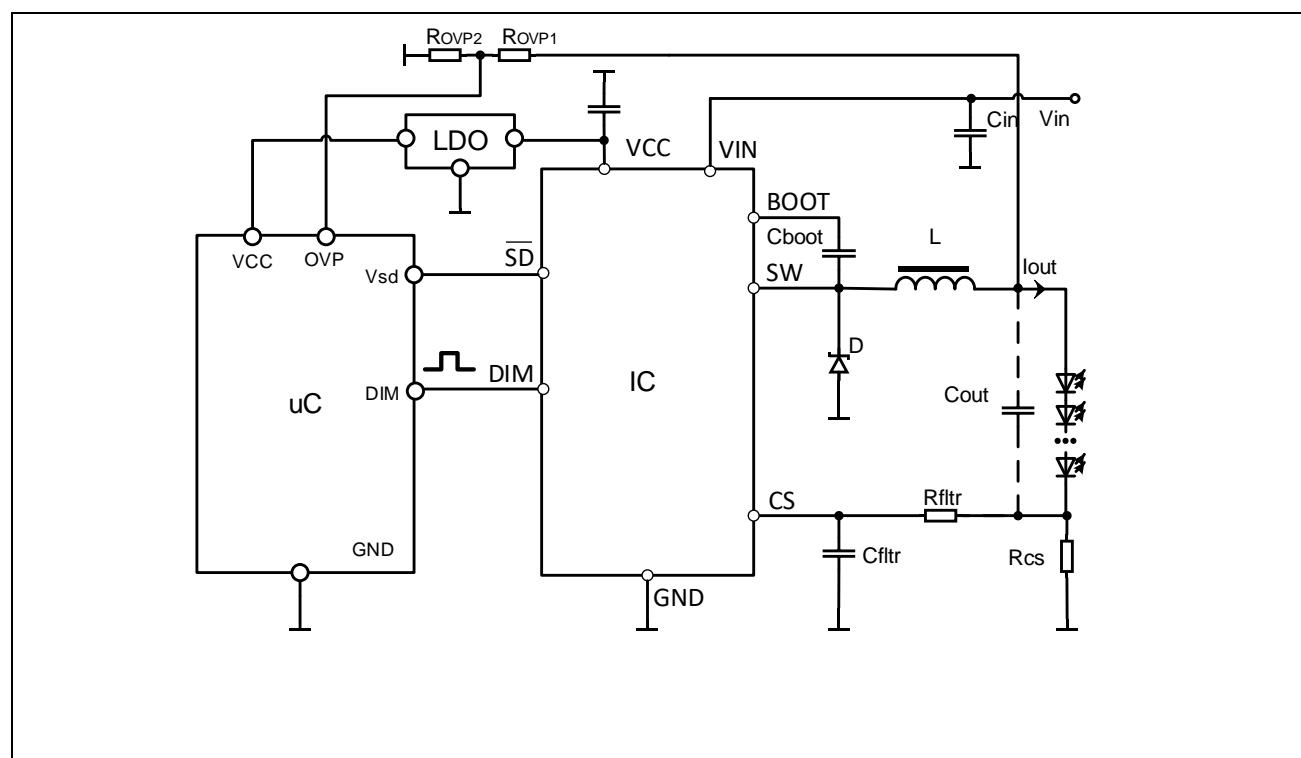 ROVP2 ROVP1
Cin Vin
LDO
VCC VIN
BOOT
Cboot L
VCC OVP
Vsd SD SW Iout
D
DIM DIM IC
uC Cout
CS Rfltr
GND Cfltr Rcs
GND